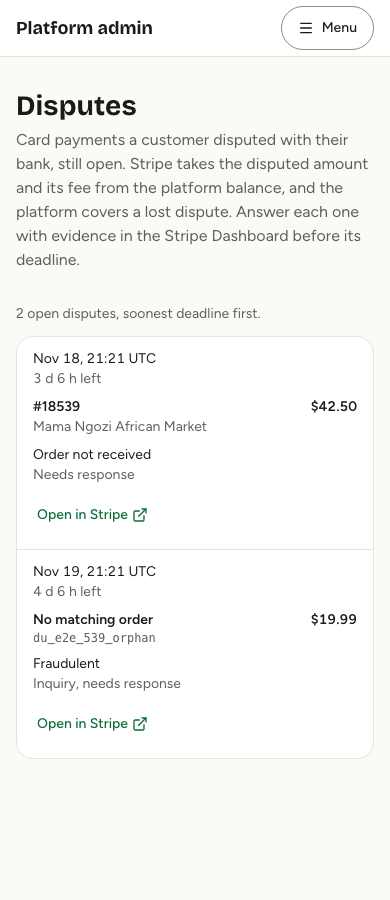 Platform admin
Menu
Disputes
Card payments a customer disputed with their
bank, still open. Stripe takes the disputed amount
and its fee from the platform balance, and the
platform covers a lost dispute. Answer each one
with evidence in the Stripe Dashboard before its
deadline.
2 open disputes, soonest deadline first.
Nov 18, 21:21 UTC
3 d 6 h left
#18539 $42.50
Mama Ngozi African Market
Order not received
Needs response
Open in Stripe
Nov 19, 21:21 UTC
4 d 6 h left
No matching order $19.99
du_e2e_539_orphan
Fraudulent
Inquiry, needs response
Open in Stripe